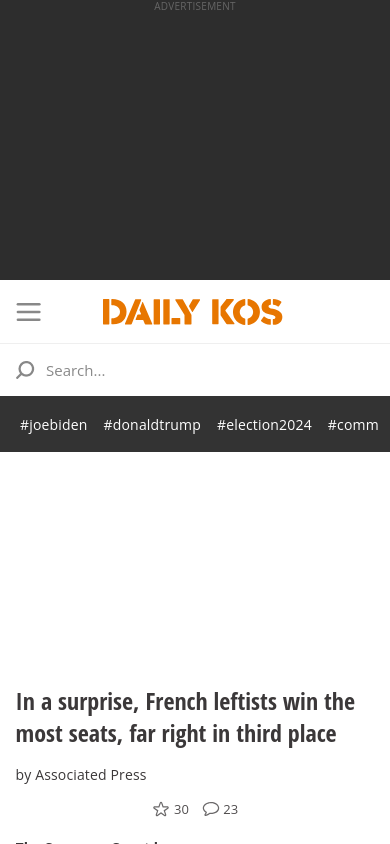 ADVERTISEMENT
DAILY KOS
Search...
#joebiden #donaldtrump #election2024 #comm
In a surprise, French leftists win the
most seats, far right in third place
by Associated Press
30 23